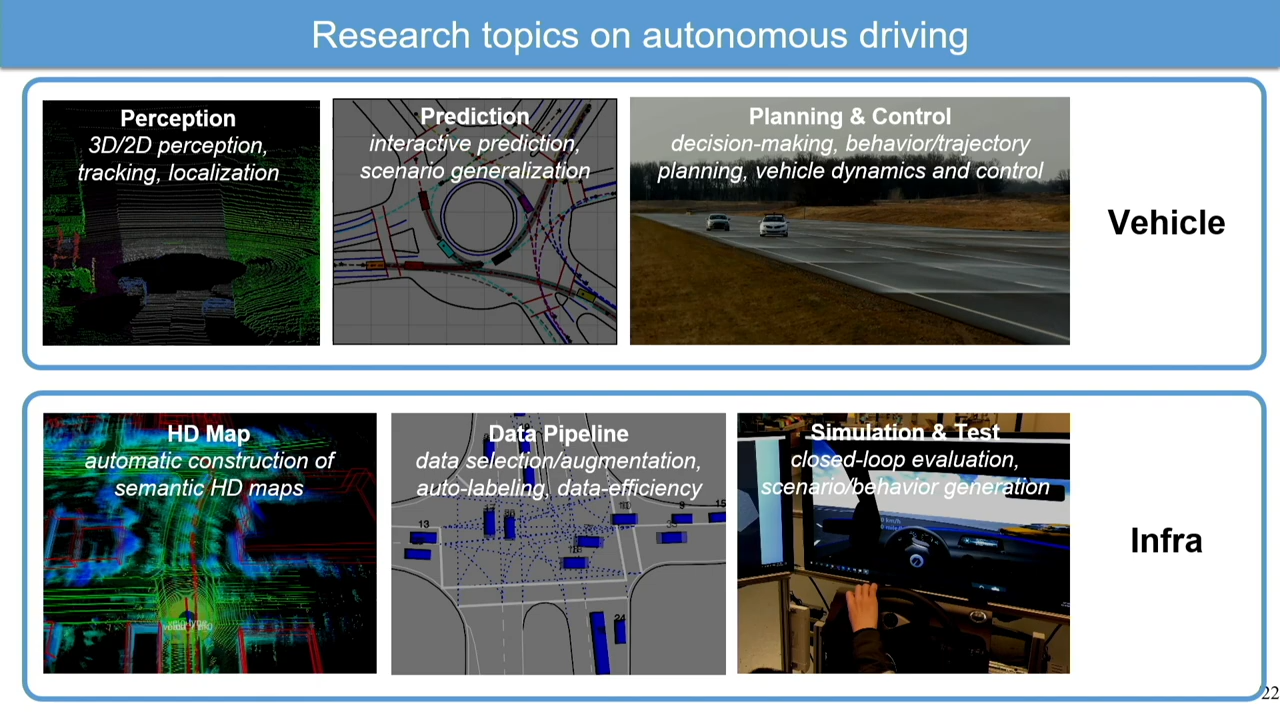 Research topics on autonomous driving
Perception
3D/2D perception,
tracking, localization
Prediction
interactive prediction,
scenario generalization
Planning & Control
decision-making, behavior/trajectory
planning, vehicle dynamics and control
Vehicle
HD Map
automatic construction of
semantic HD maps
Data Pipeline
data selection/augmentation,
auto-labeling, data-efficiency
13
9
15
24
Simulation & Test
closed-loop evaluation,
scenario/behavior generation
Infra
22